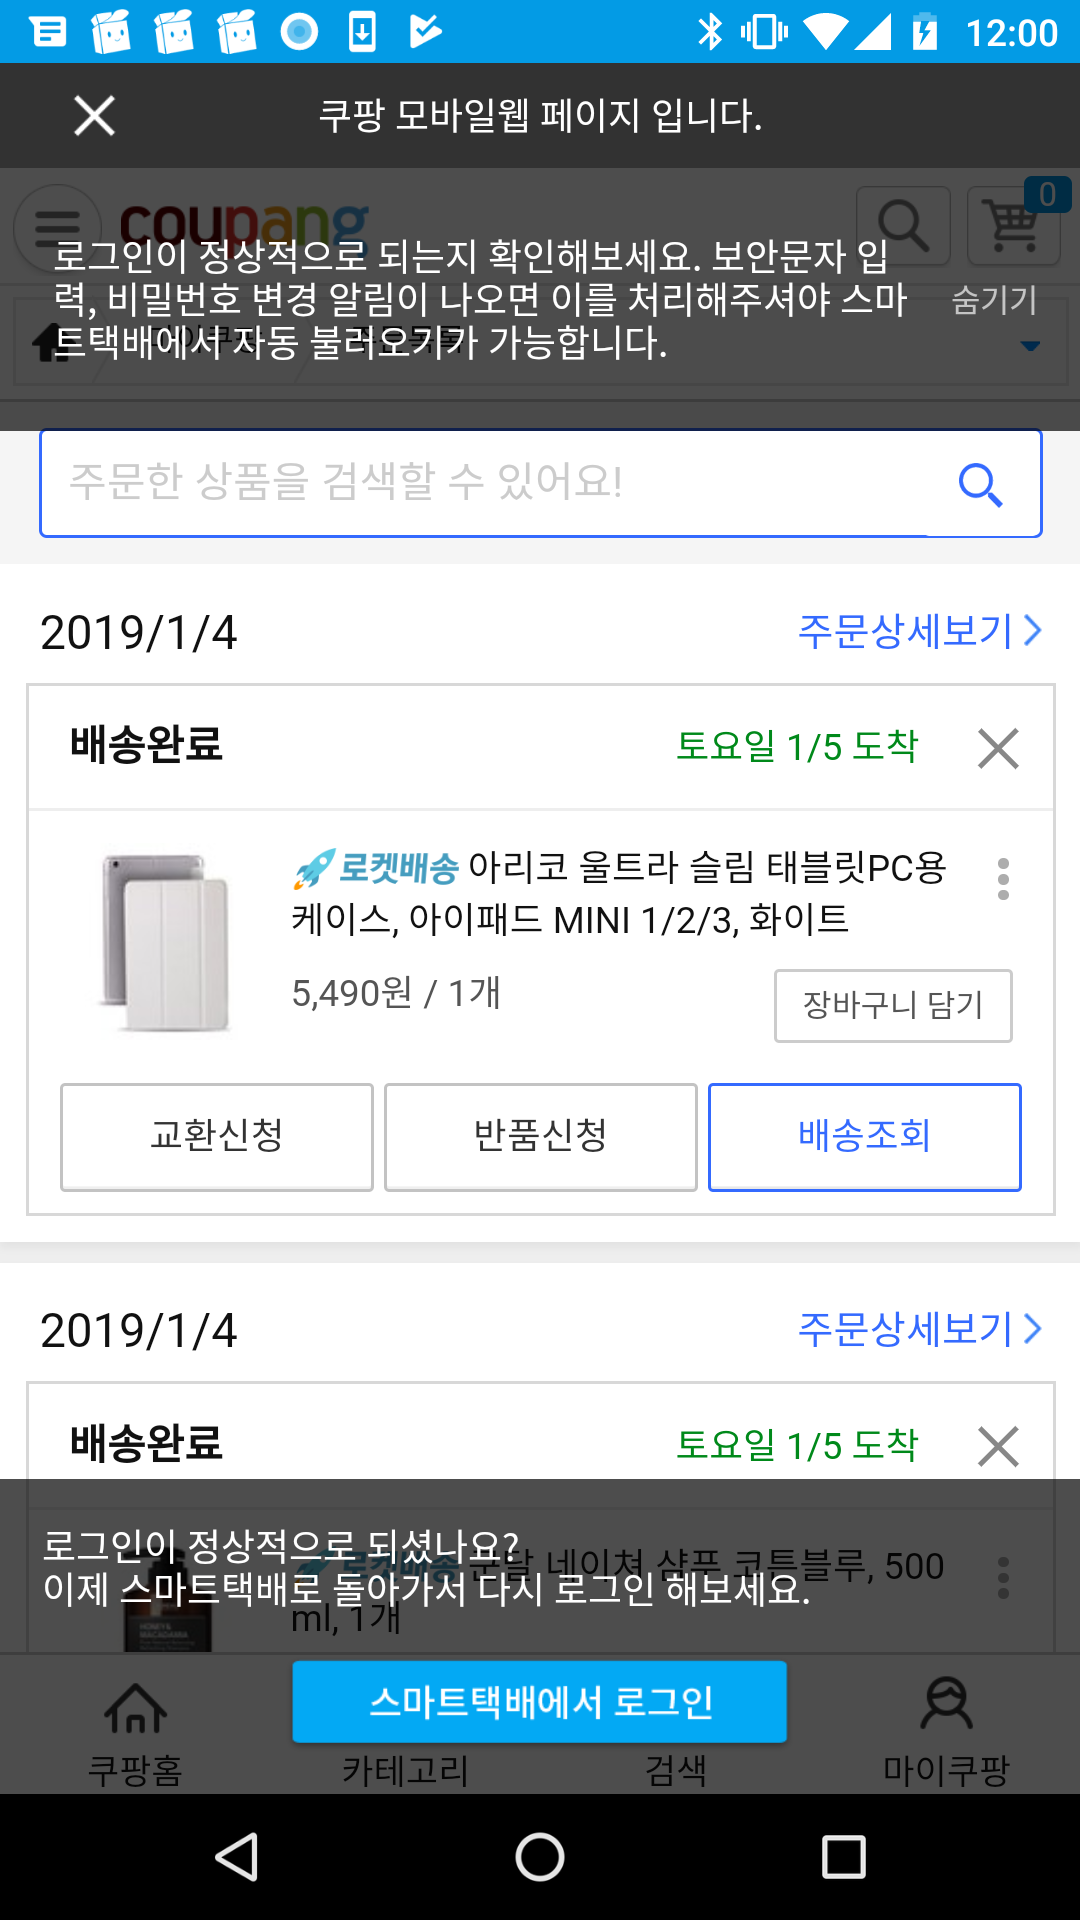 12:00
쿠팡 모바일웹 페이지 입니다.
coupang
0
로그인이 정상적으로 되는지 확인해보세요. 보안문자 입
력, 비밀번호 변경 알림이 나오면 이를 처리해주셔야 스마
트택배에서 자동 불러오기가 가능합니다.
숨기기
마이쿠팡
주문목록
주문한 상품을 검색할 수 있어요!
2019/1/4
주문상세보기
배송완료
토요일 1/5 도착
로켓배송 아리코 울트라 슬림 태블릿PC용
케이스, 아이패드 MINI 1/2/3, 화이트
5,490원 / 1개
장바구니 담기
교환신청
반품신청
배송조회
2019/1/4
주문상세보기
배송완료
토요일 1/5 도착
로그인이 정상적으로 되셨나요?
이제 스마트택배로 돌아가서 다시 로그인 해보세요.
로켓배송 쿤달 네이쳐 샴푸 코튼블루, 500
ml, 1개
HONEY &
MACADAMIA
스마트택배에서 로그인
쿠팡홈
카테고리
검색
마이쿠팡